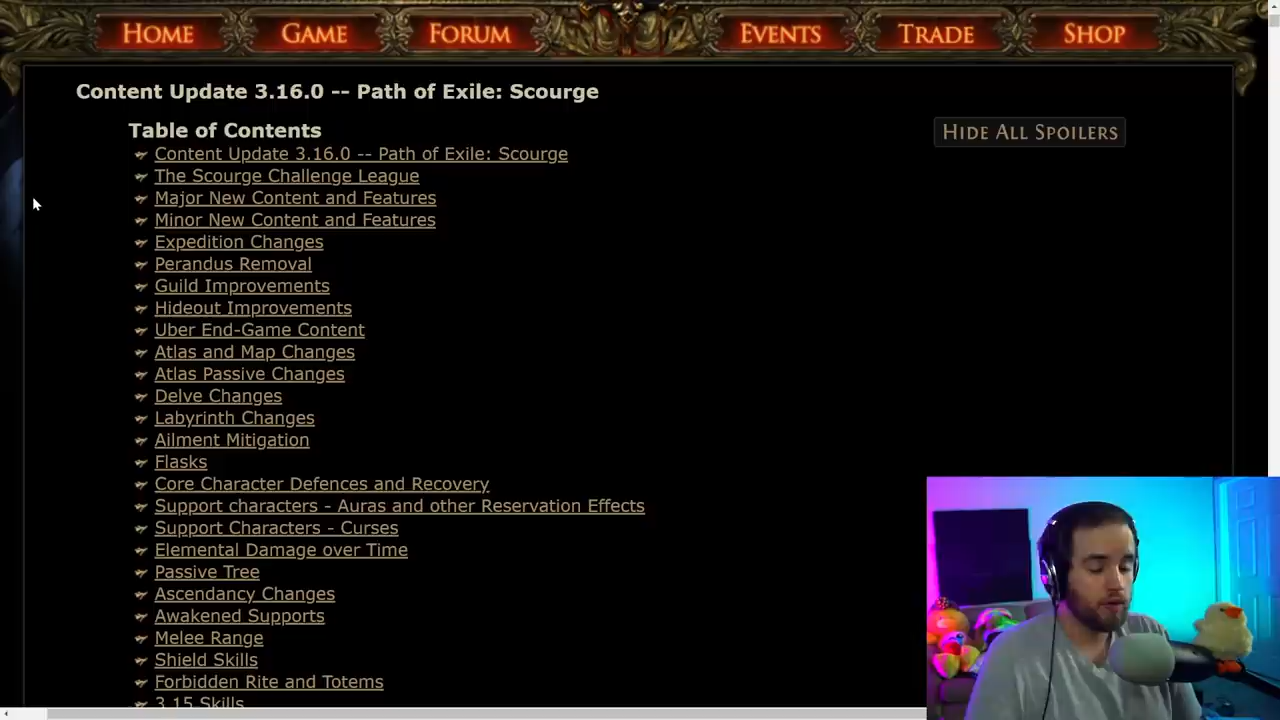 HOME GAME FORUM EVENTS TRADE SHOP
Content Update 3.16.0 -- Path of Exile: Scourge
Table of Contents
HIDE ALL SPOILERS
Content Update 3.16.0 -- Path of Exile: Scourge
The Scourge Challenge League
Major New Content and Features
Minor New Content and Features
Expedition Changes
Perandus Removal
Guild Improvements
Hideout Improvements
Uber End-Game Content
Atlas and Map Changes
Atlas Passive Changes
Delve Changes
Labyrinth Changes
Ailment Mitigation
Flasks
Core Character Defences and Recovery
Support characters - Auras and other Reservation Effects
Support Characters - Curses
Elemental Damage over Time
Passive Tree
Ascendancy Changes
Awakened Supports
Melee Range
Shield Skills
Forbidden Rite and Totems
3.15 Skills